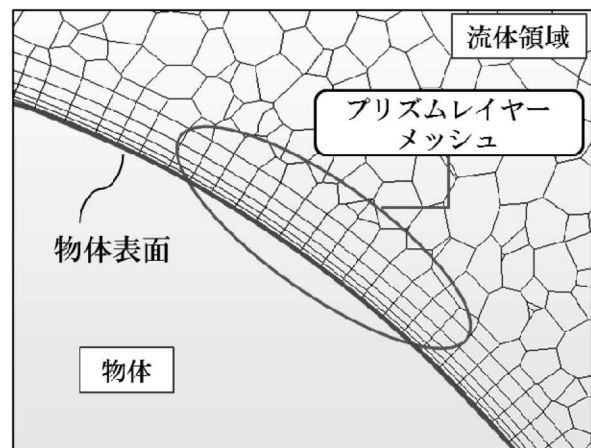 流体領域
プリズムレイヤー
メッシュ
物体表面
物体